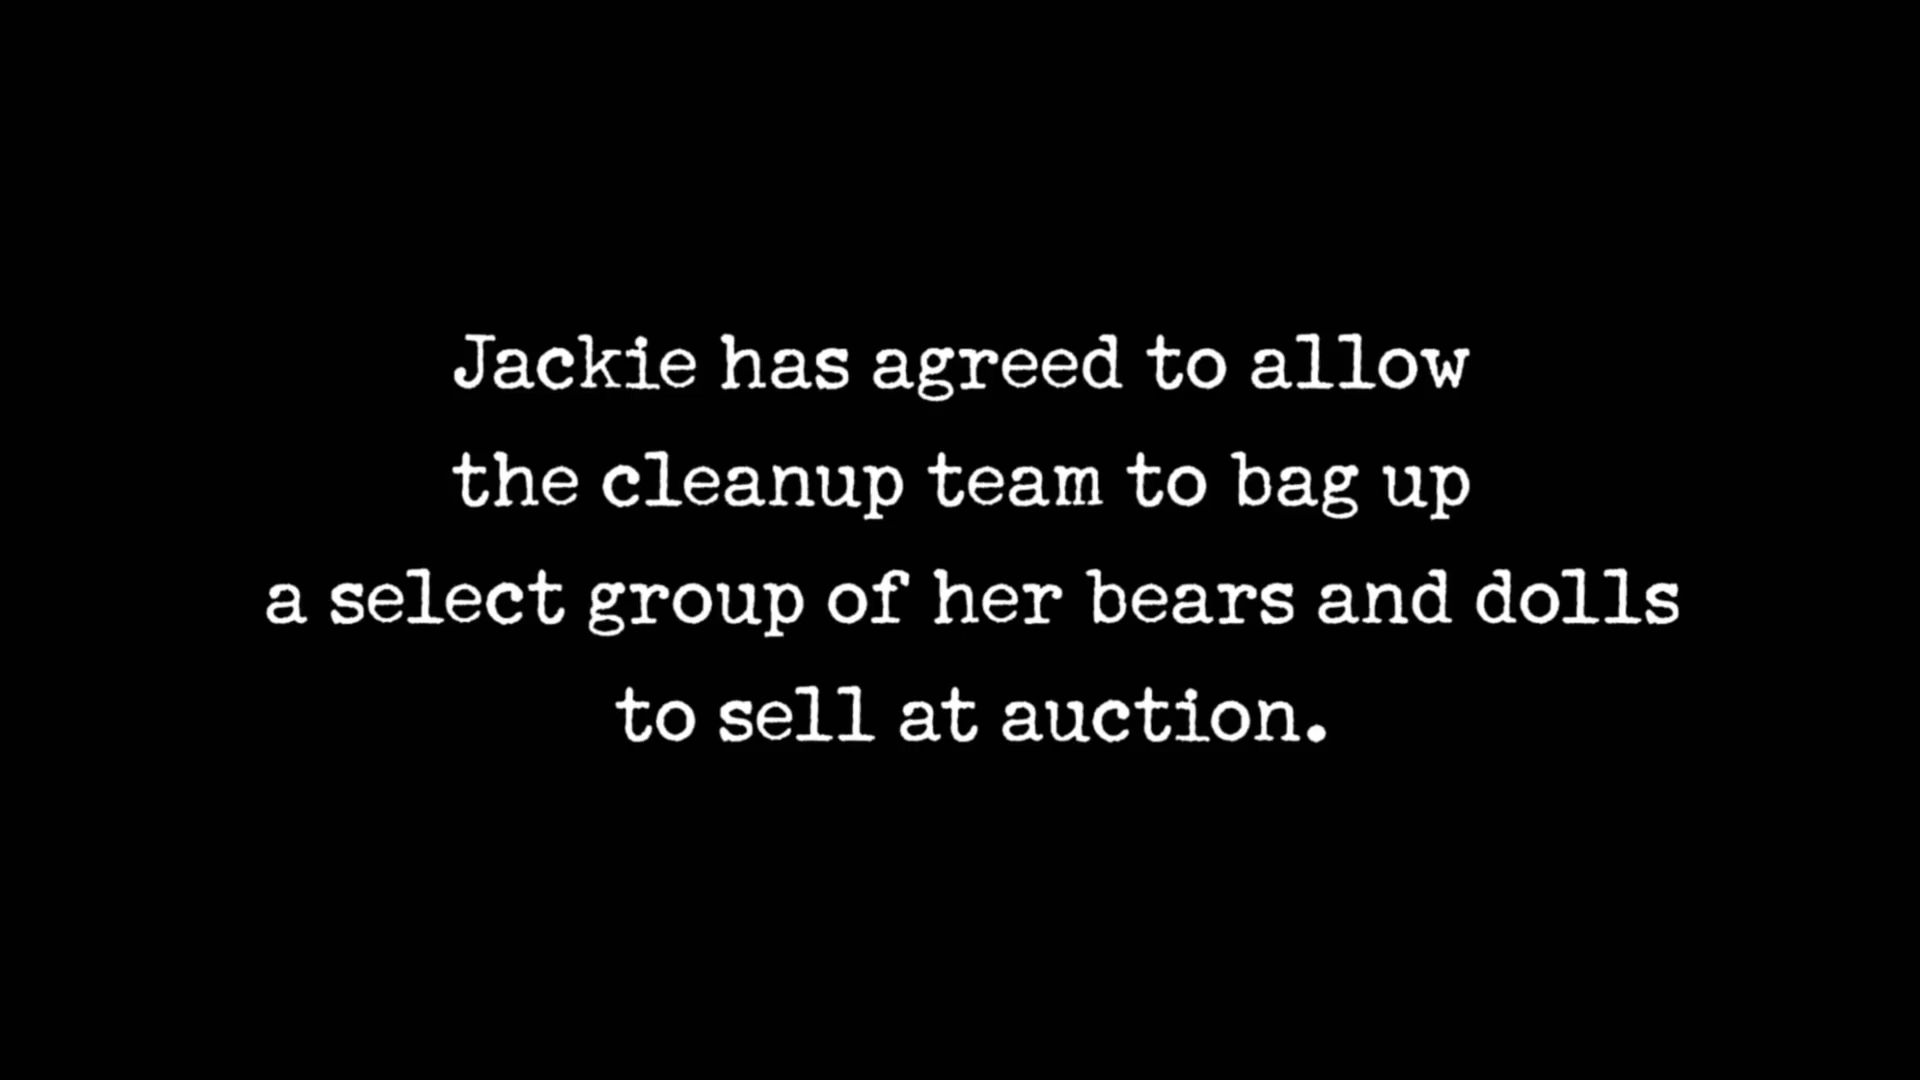 Jackie has agreed to allow
the cleanup team to bag up
a select group of her bears and dolls
to sell at auction.